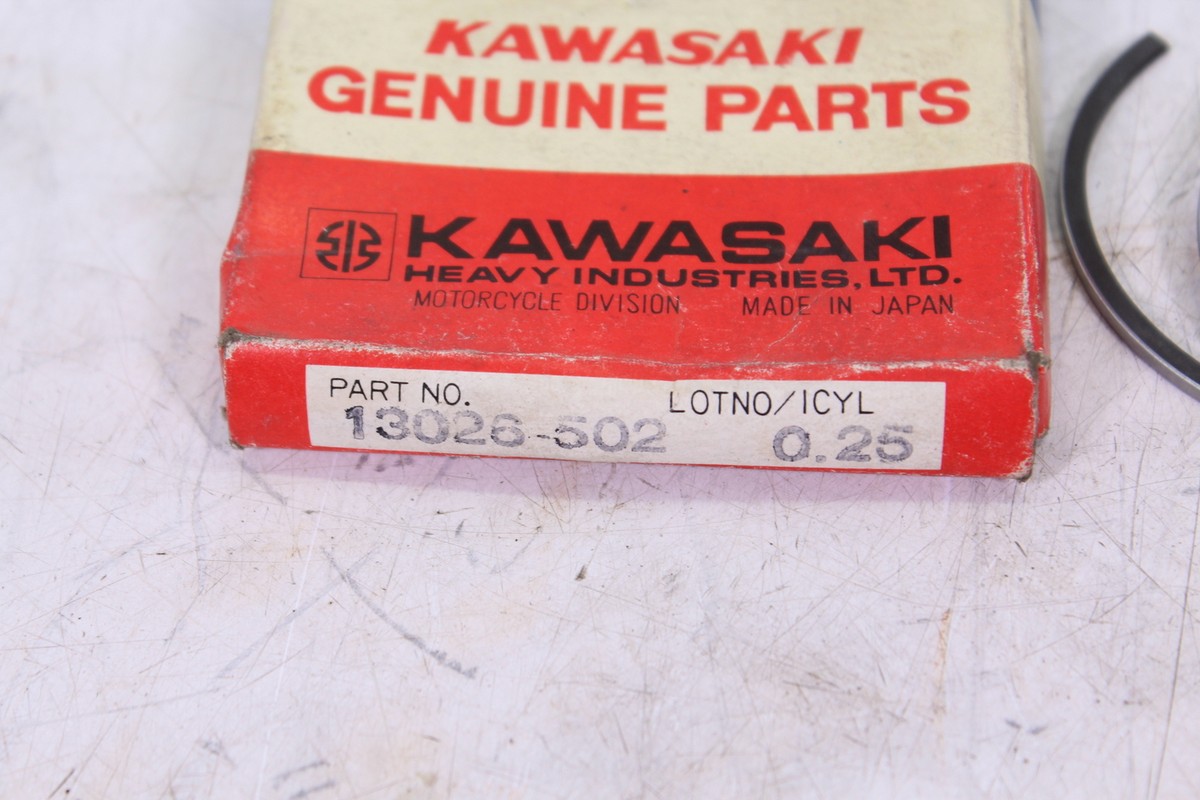 KAWASAKI
GENUINE PARTS
KAWASAKI
HEAVY INDUSTRIES, LTD.
MOTORCYCLE DIVISION MADE IN JAPAN
PART NO. LOTNO/1CYL
13026-502 0.25